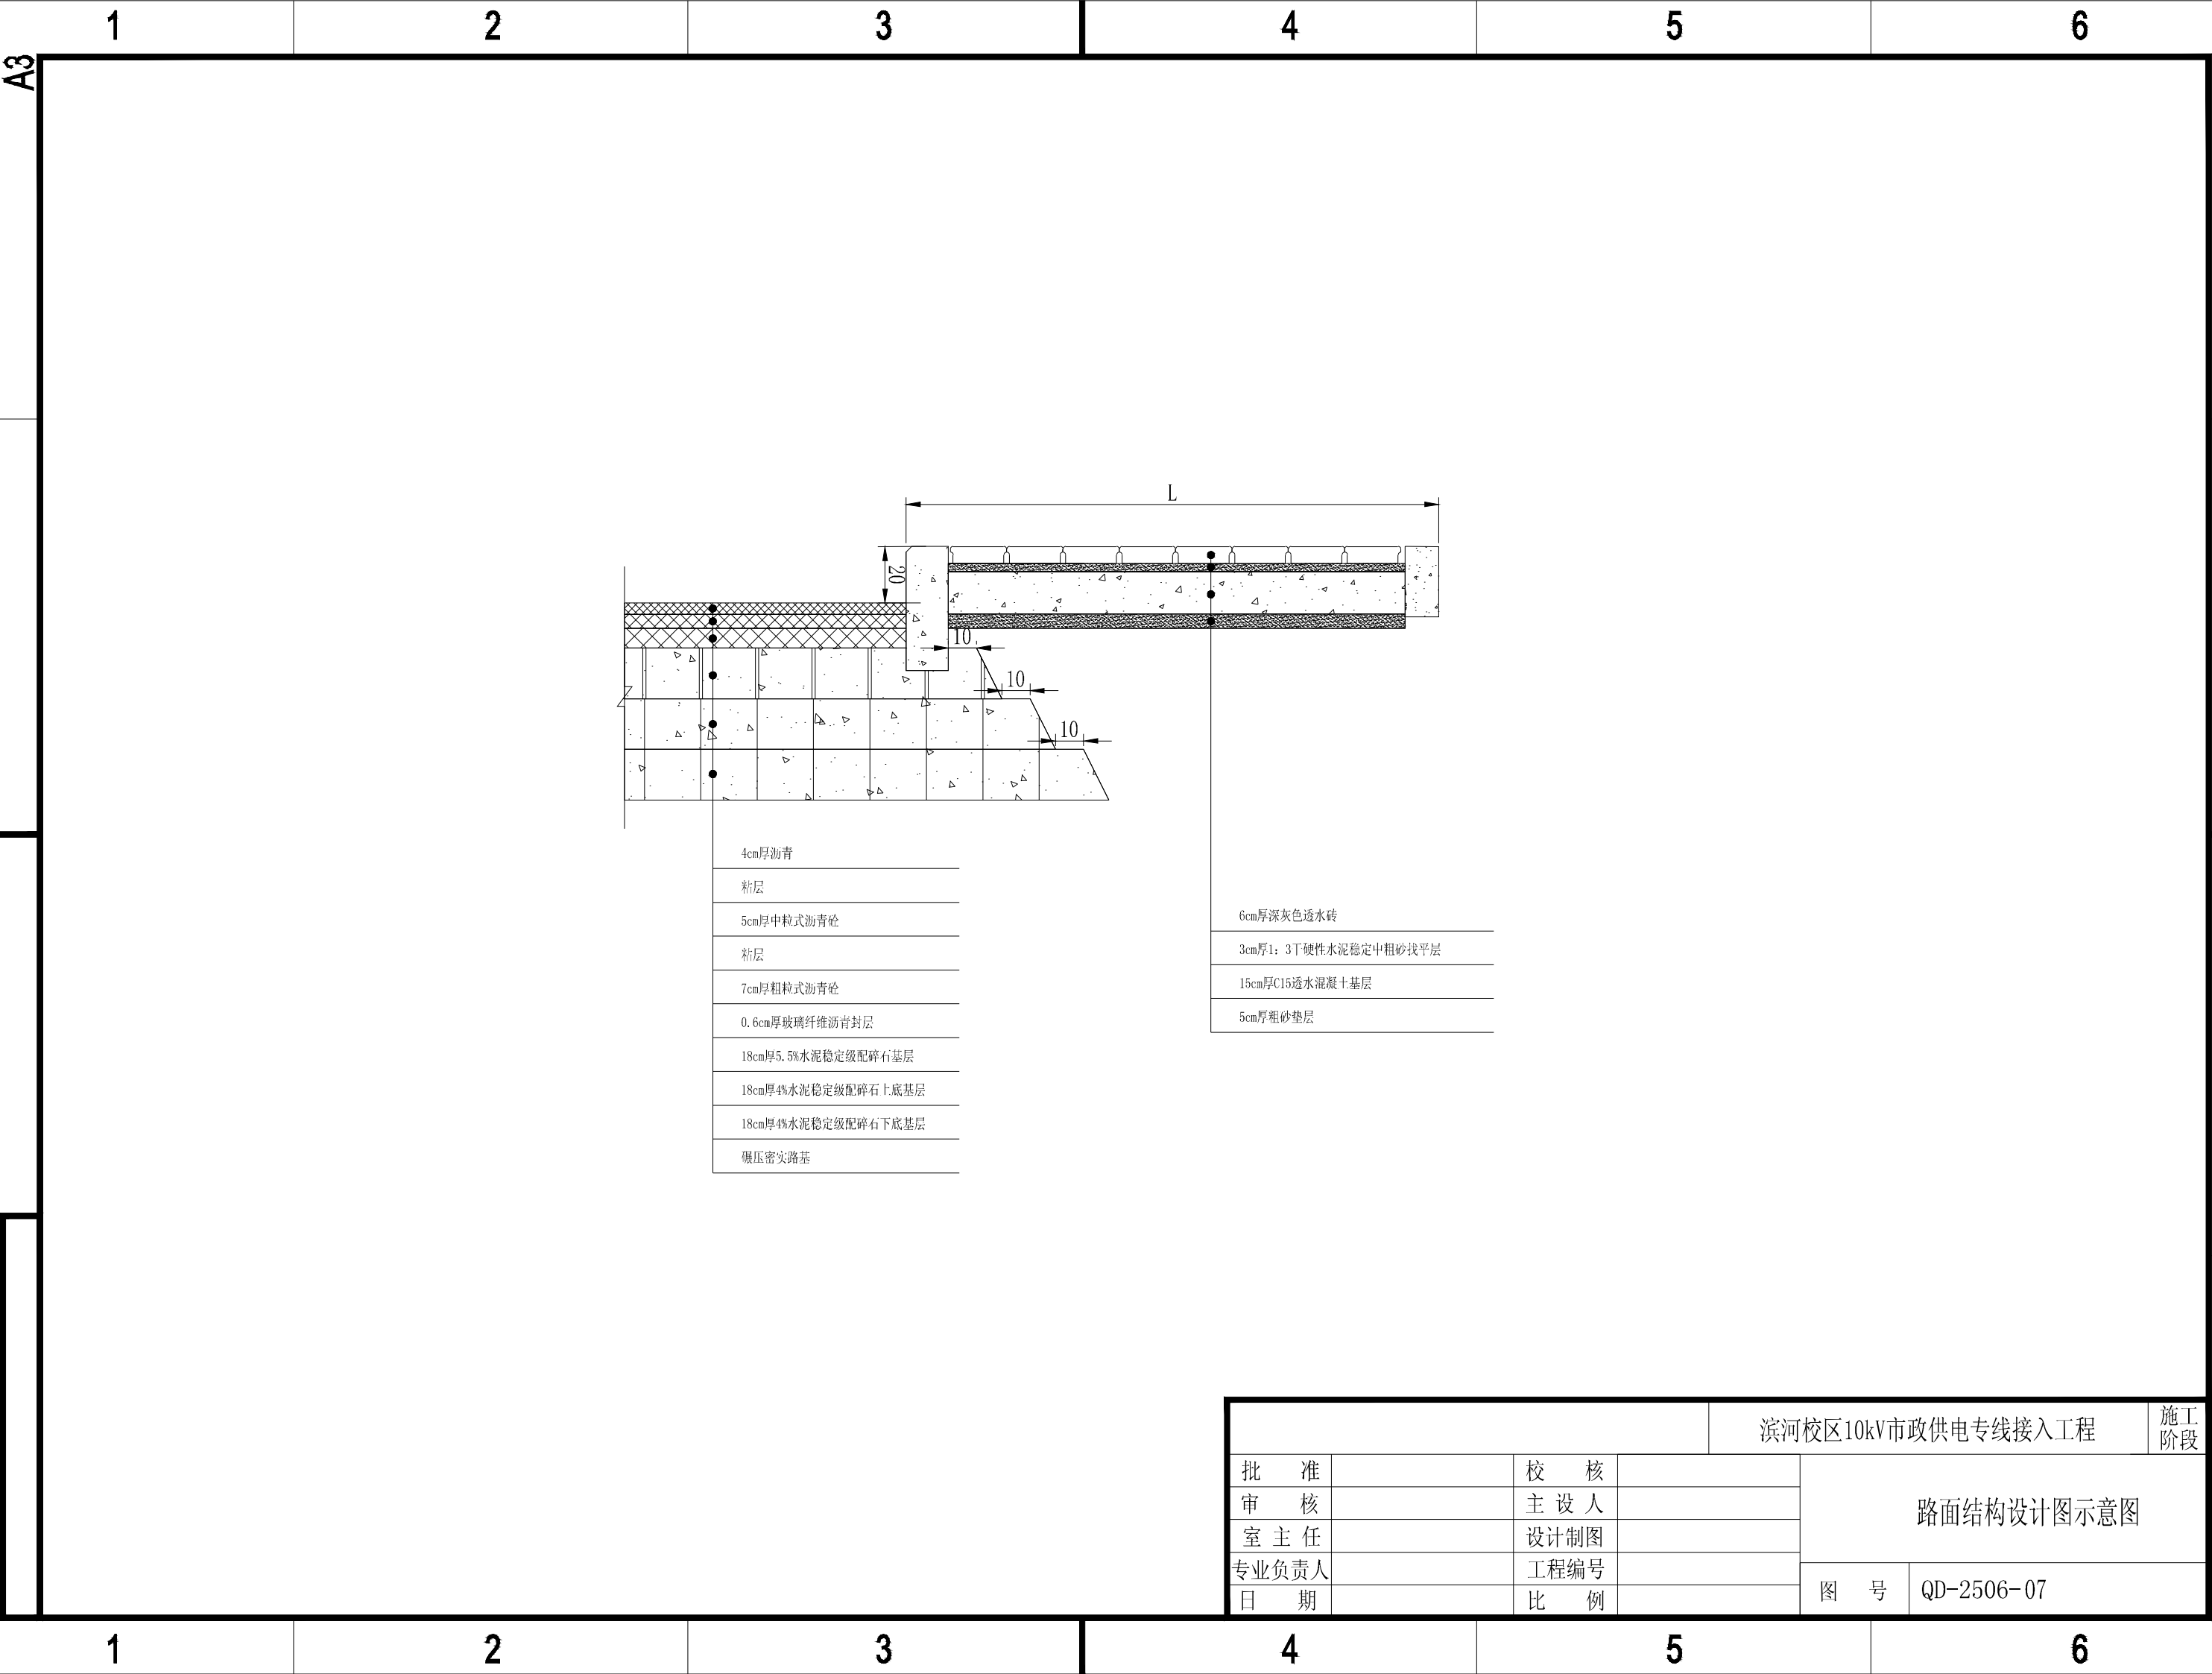 1 2 3 4 5 6
A3
L
20
10
10
10
4cm厚沥青
粘层
5cm厚中粒式沥青砼
粘层
7cm厚粗粒式沥青砼
0.6cm厚玻璃纤维沥青封层
18cm厚5.5%水泥稳定级配碎石基层
18cm厚4%水泥稳定级配碎石上底基层
18cm厚4%水泥稳定级配碎石下底基层
碾压密实路基
6cm厚深灰色透水砖
3cm厚1：3干硬性水泥稳定中粗砂找平层
15cm厚C15透水混凝土基层
5cm厚粗砂垫层
滨河校区10kV市政供电专线接入工程
施工
阶段
批 准 校 核
审 核 主 设 人
室 主 任 设计制图
专业负责人 工程编号
日 期 比 例
路面结构设计图示意图
图 号 QD-2506-07
1 2 3 4 5 6